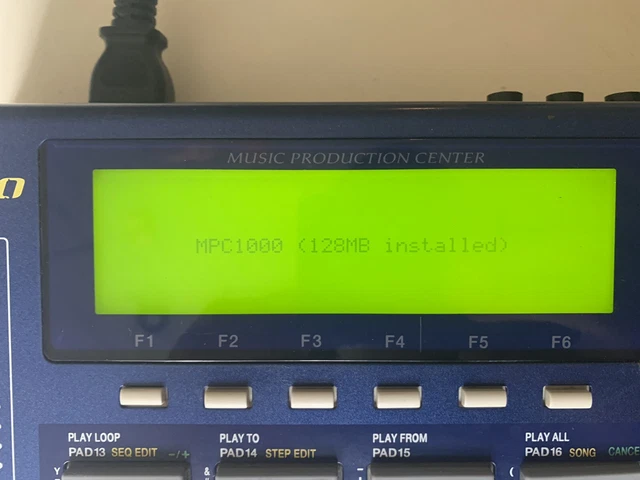 MUSIC PRODUCTION CENTER
MPC1000 (128MB installed)
F1 F2 F3 F4 F5 F6
PLAY LOOP PLAY TO PLAY FROM PLAY ALL
PAD13 SEQ EDIT -/+ PAD14 STEP EDIT PAD15 PAD16 SONG
Y & - (